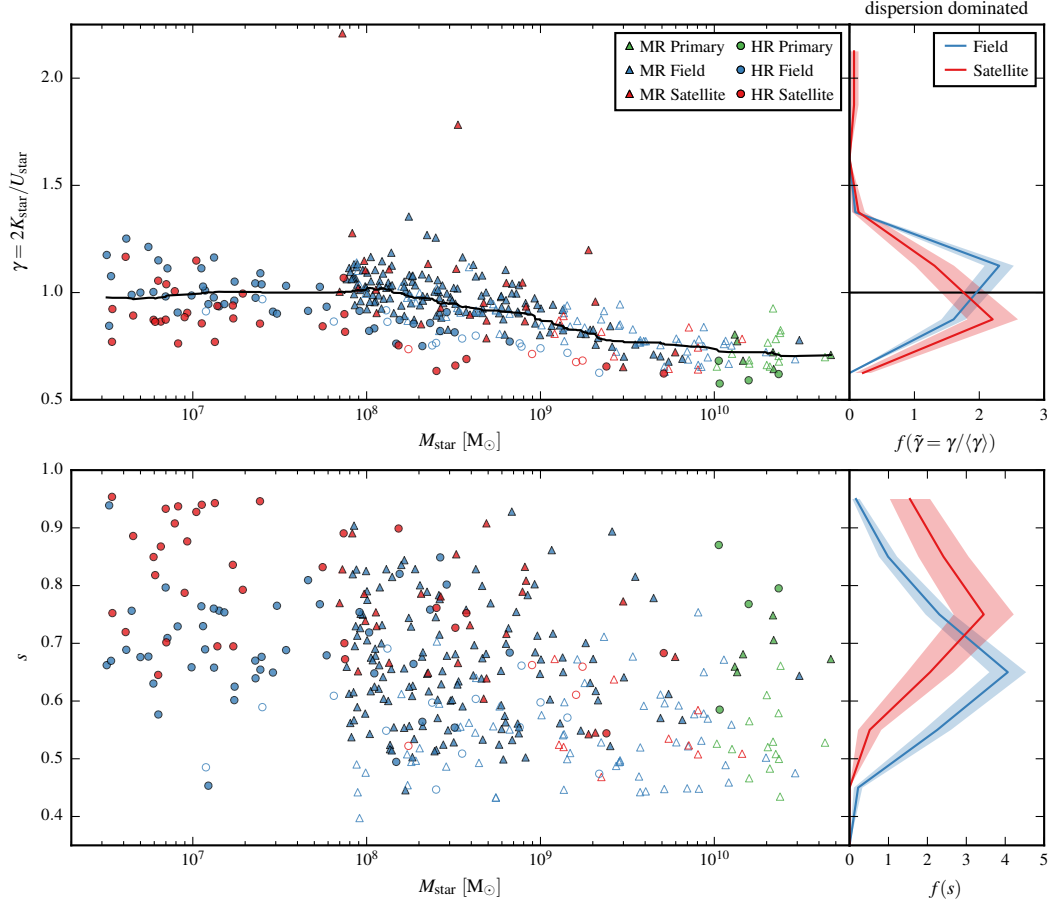 dispersion dominated
MR Primary HR Primary
MR Field HR Field
MR Satellite HR Satellite
Field
Satellite
γ = 2K_star/U_star
2.0
1.5
1.0
0.5
10^7 10^8 10^9 10^10
0 1 2 3
M_star [M_⊙]
f(γ̃ = γ/⟨γ⟩)
s
1.0
0.9
0.8
0.7
0.6
0.5
0.4
10^7 10^8 10^9 10^10
0 1 2 3 4 5
M_star [M_⊙]
f(s)